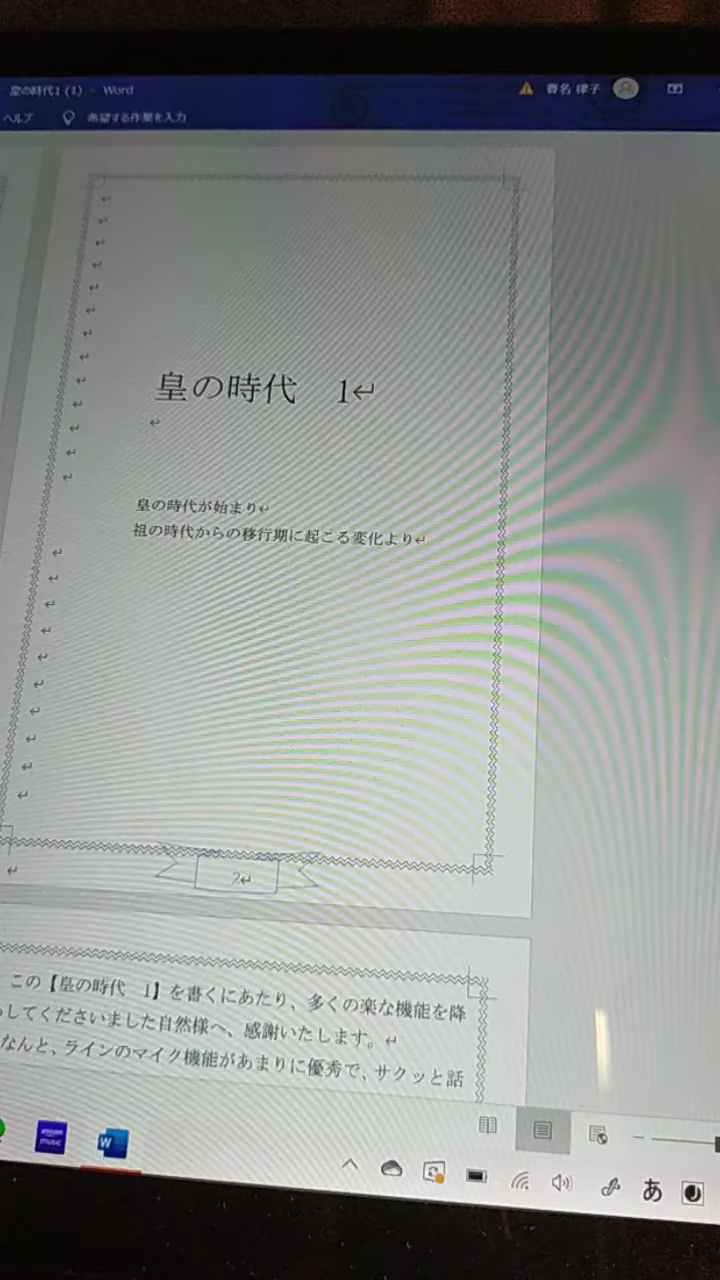 皇の時代1 (1) - Word
春名 律子
ヘルプ
希望する作業を入力
皇の時代 1
皇の時代が始まり
祖の時代からの移行期に起こる変化より
2
この【皇の時代 1】を書くにあたり、多くの楽な機能を降
してくださいました自然様へ、感謝いたします。
なんと、ラインのマイク機能があまりに優秀で、サクッと話
amazon music
W
あ